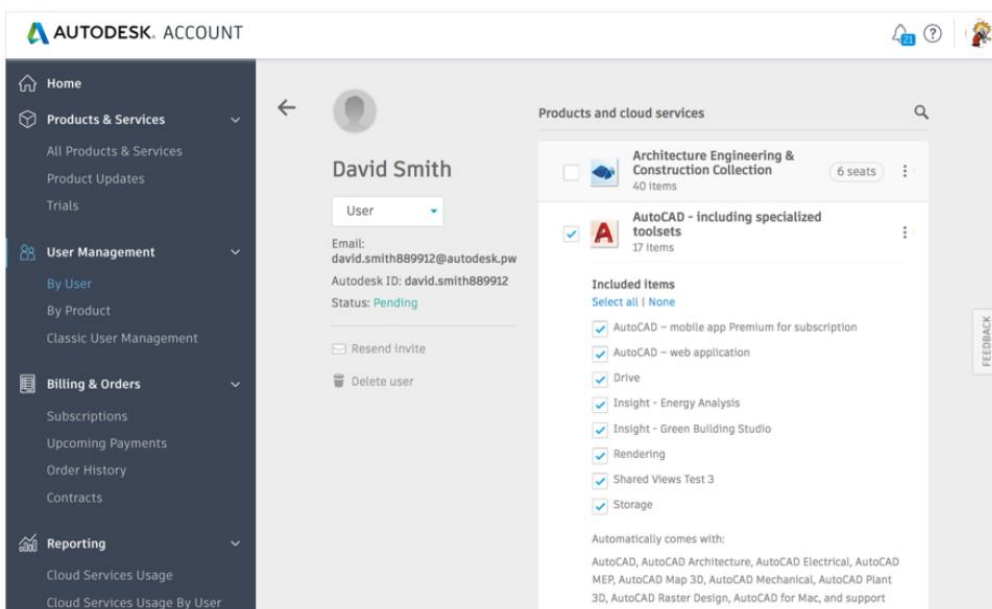 AUTODESK. ACCOUNT
21
?
Home
Products & Services
All Products & Services
Product Updates
Trials
User Management
By User
By Product
Classic User Management
Billing & Orders
Subscriptions
Upcoming Payments
Order History
Contracts
Reporting
Cloud Services Usage
Cloud Services Usage By User
David Smith
User
Email:
david.smith889912@autodesk.pw
Autodesk ID: david.smith889912
Status: Pending
Resend invite
Delete user
Products and cloud services
Architecture Engineering &
Construction Collection
40 items
6 seats
AutoCAD - including specialized
toolsets
17 items
Included items
Select all | None
AutoCAD – mobile app Premium for subscription
AutoCAD – web application
Drive
Insight - Energy Analysis
Insight - Green Building Studio
Rendering
Shared Views Test 3
Storage
Automatically comes with:
AutoCAD, AutoCAD Architecture, AutoCAD Electrical, AutoCAD
MEP, AutoCAD Map 3D, AutoCAD Mechanical, AutoCAD Plant
3D, AutoCAD Raster Design, AutoCAD for Mac, and support
FEEDBACK